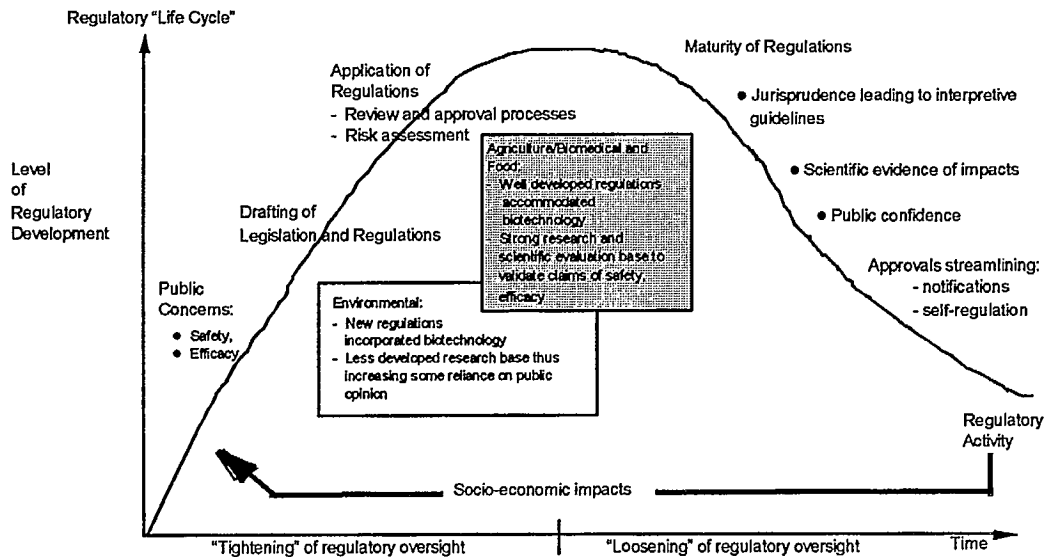 Regulatory "Life Cycle"
Maturity of Regulations
Application of
Regulations
- Review and approval processes
- Risk assessment
● Jurisprudence leading to interpretive
guidelines
Agriculture/Biomedical and
Food:
- Well developed regulations
accommodated
biotechnology
- Strong research and
scientific evaluation base to
validate claims of safety,
efficacy
● Scientific evidence of impacts
● Public confidence
Level
of
Regulatory
Development
Drafting of
Legislation and Regulations
Approvals streamlining:
- notifications
- self-regulation
Public
Concerns:
● Safety,
● Efficacy
Environmental:
- New regulations
incorporated biotechnology
- Less developed research base thus
increasing some reliance on public
opinion
Regulatory
Activity
Socio-economic impacts
"Tightening" of regulatory oversight
"Loosening" of regulatory oversight
Time